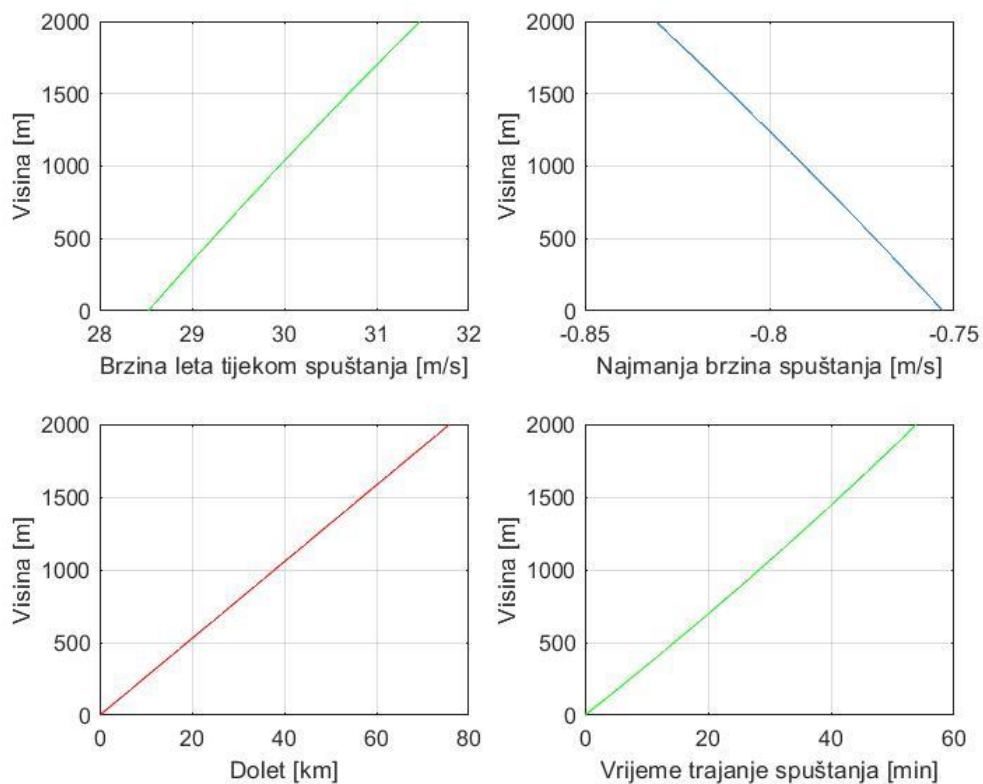 2000
1500
1000
500
0
Visina [m]
28 29 30 31 32
Brzina leta tijekom spuštanja [m/s]
2000
1500
1000
500
0
Visina [m]
-0.85 -0.8 -0.75
Najmanja brzina spuštanja [m/s]
2000
1500
1000
500
0
Visina [m]
0 20 40 60 80
Dolet [km]
2000
1500
1000
500
0
Visina [m]
0 20 40 60
Vrijeme trajanje spuštanja [min]